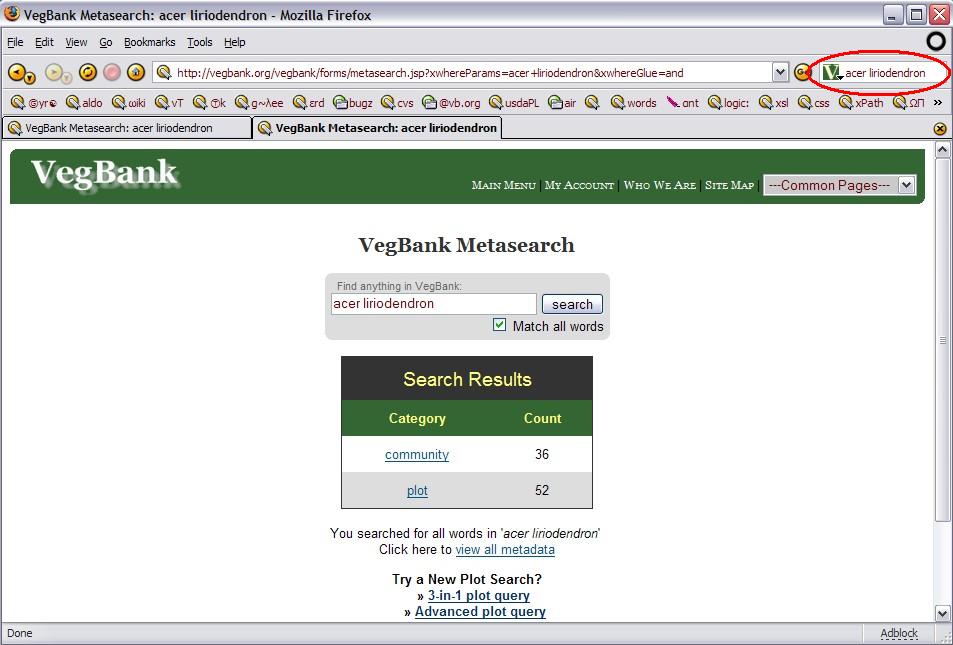 VegBank Metasearch: acer liriodendron - Mozilla Firefox
File Edit View Go Bookmarks Tools Help
http://vegbank.org/vegbank/forms/metasearch.jsp?xwhereParams=acer+liriodendron&xwhereGlue=and G acer liriodendron
@yr aldo ωiki vT g~λee εrd bugz cvs @vb.org usdaPL air words ant logic: xsl css xPath ΩΠ »
VegBank Metasearch: acer liriodendron VegBank Metasearch: acer liriodendron
VegBank
Main Menu | My Account | Who We Are | Site Map | ---Common Pages---
VegBank Metasearch
Find anything in VegBank:
acer liriodendron search
Match all words
Search Results
Category Count
community 36
plot 52
You searched for all words in 'acer liriodendron'
Click here to view all metadata
Try a New Plot Search?
» 3-in-1 plot query
» Advanced plot query
Done Adblock